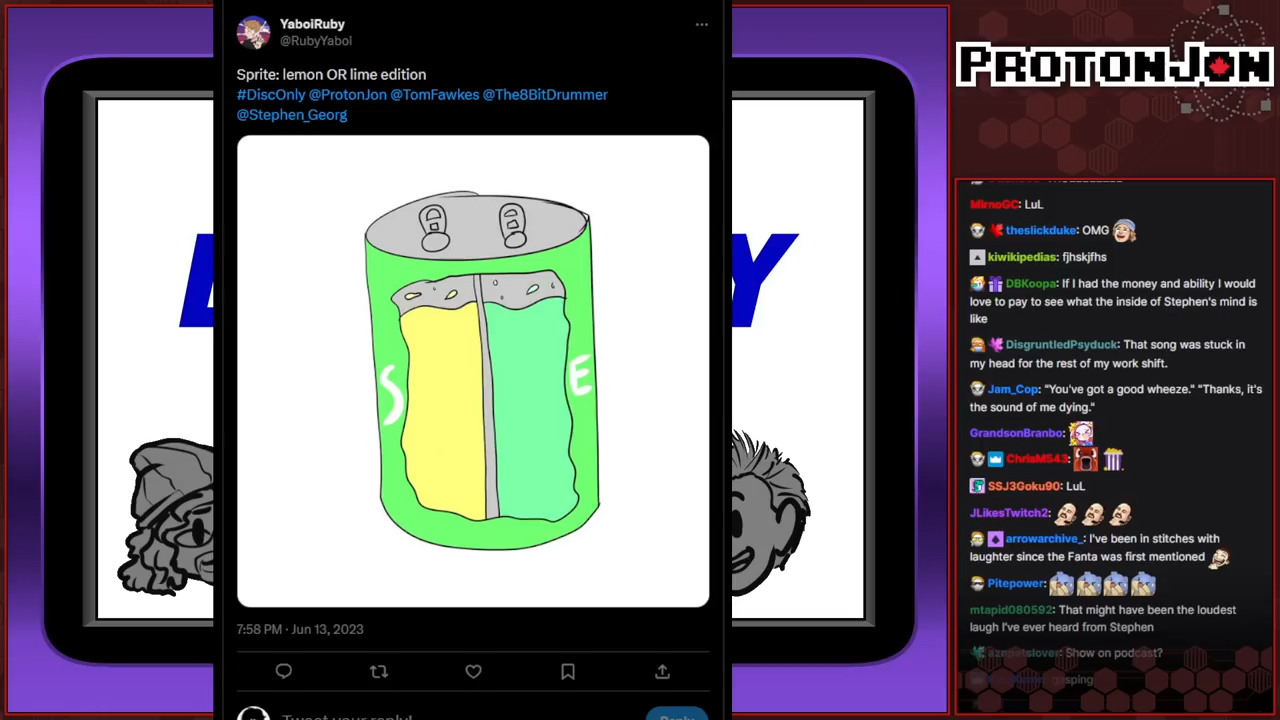 YaboiRuby
@RubyYaboI
Sprite: lemon OR lime edition
#DiscOnly @ProtonJon @TomFawkes @The8BitDrummer
@Stephen_Georg
S E
7:58 PM · Jun 13, 2023
Tweet your reply!
Reply
Y
PROTONJON
MirnoGC: LuL
theslickduke: OMG
kiwikipedias: fjhskjfhs
DBKoopa: If I had the money and ability I would
love to pay to see what the inside of Stephen's mind is
like
DisgruntledPsyduck: That song was stuck in
my head for the rest of my work shift.
Jam_Cop: "You've got a good wheeze." "Thanks, it's
the sound of me dying."
GrandsonBranbo:
ChrisM543:
SSJ3Goku90: LuL
JLikesTwitch2:
arrowarchive_: I've been in stitches with
laughter since the Fanta was first mentioned
Pitepower:
mtapid080592: That might have been the loudest
laugh I've ever heard from Stephen
Show on podcast?
gasping